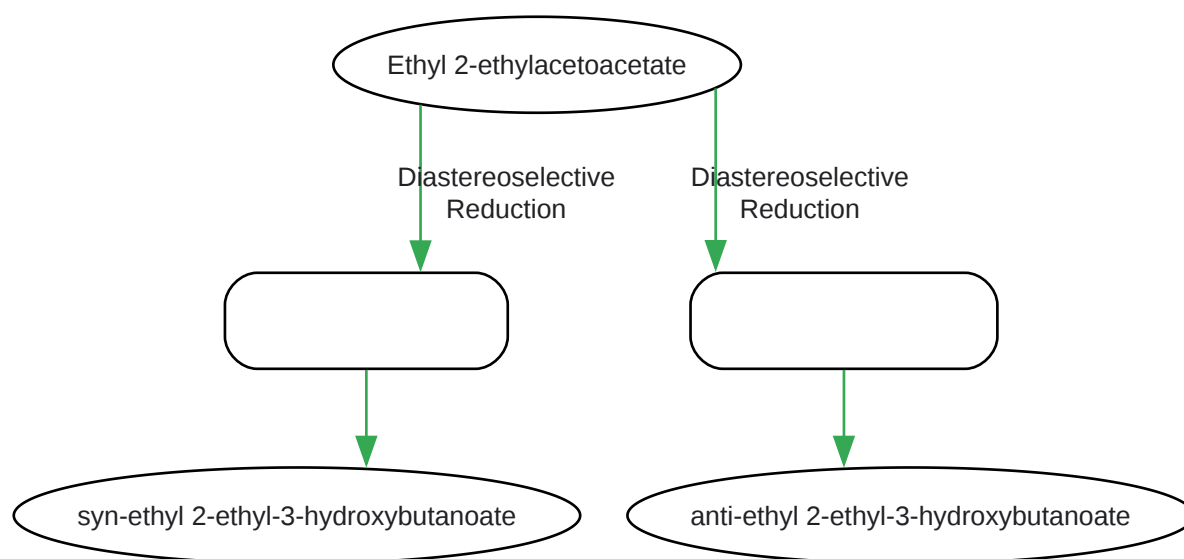 Ethyl 2-ethylacetoacetate
Diastereoselective
Reduction
Diastereoselective
Reduction
syn-ethyl 2-ethyl-3-hydroxybutanoate
anti-ethyl 2-ethyl-3-hydroxybutanoate